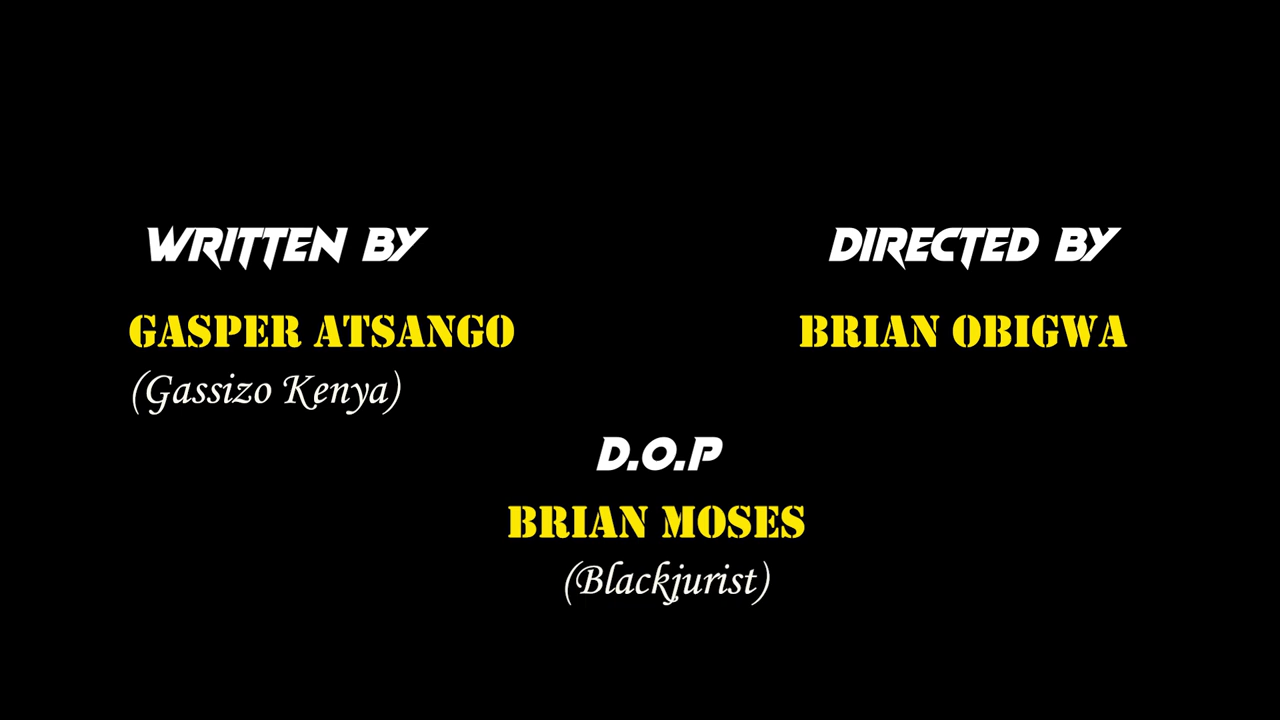 WRITTEN BY
GASPER ATSANGO
(Gassizo Kenya)
DIRECTED BY
BRIAN OBIGWA
D.O.P
BRIAN MOSES
(Blackjurist)